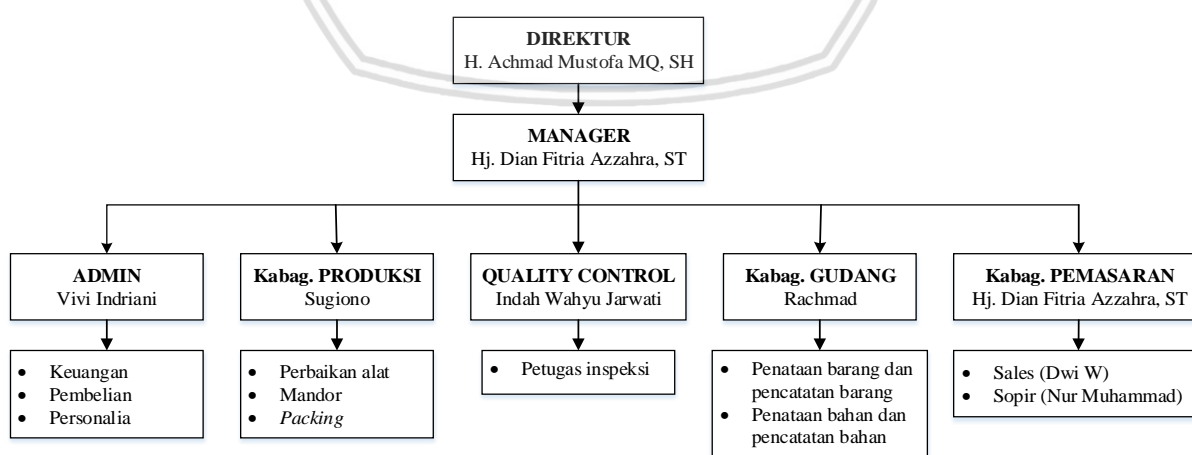 DIREKTUR
H. Achmad Mustofa MQ, SH
MANAGER
Hj. Dian Fitria Azzahra, ST
ADMIN
Vivi Indriani
Kabag. PRODUKSI
Sugiono
QUALITY CONTROL
Indah Wahyu Jarwati
Kabag. GUDANG
Rachmad
Kabag. PEMASARAN
Hj. Dian Fitria Azzahra, ST
• Keuangan
• Pembelian
• Personalia
• Perbaikan alat
• Mandor
• Packing
• Petugas inspeksi
• Penataan barang dan
pencatatan barang
• Penataan bahan dan
pencatatan bahan
• Sales (Dwi W)
• Sopir (Nur Muhammad)